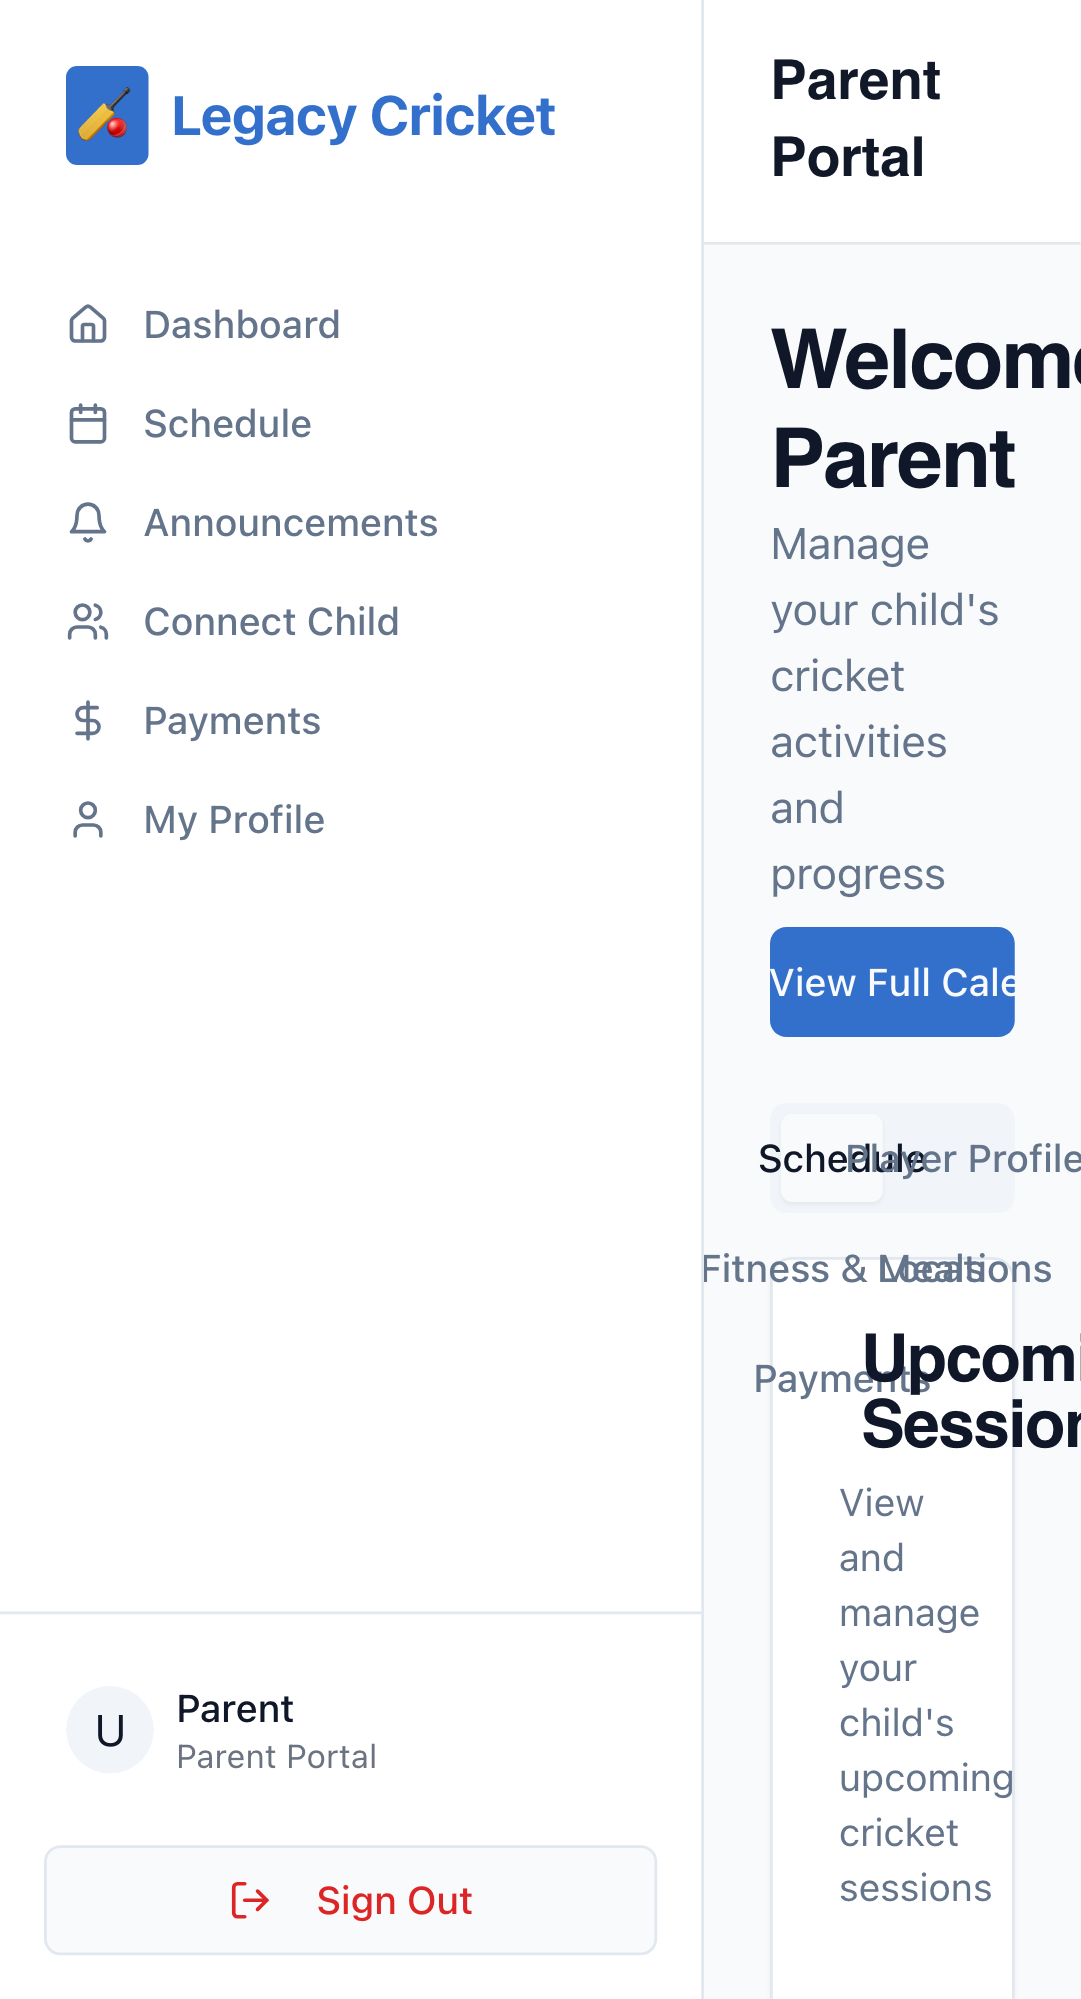 Legacy Cricket
Dashboard
Schedule
Announcements
Connect Child
Payments
My Profile
U
Parent
Parent Portal
Sign Out
Parent
Portal
Welcome
Parent
Manage
your child's
cricket
activities
and
progress
View Full Cale
Schedule
Player Profile
Fitness & Meals
Locations
Payments
Upcomi
Session
View
and
manage
your
child's
upcoming
cricket
sessions